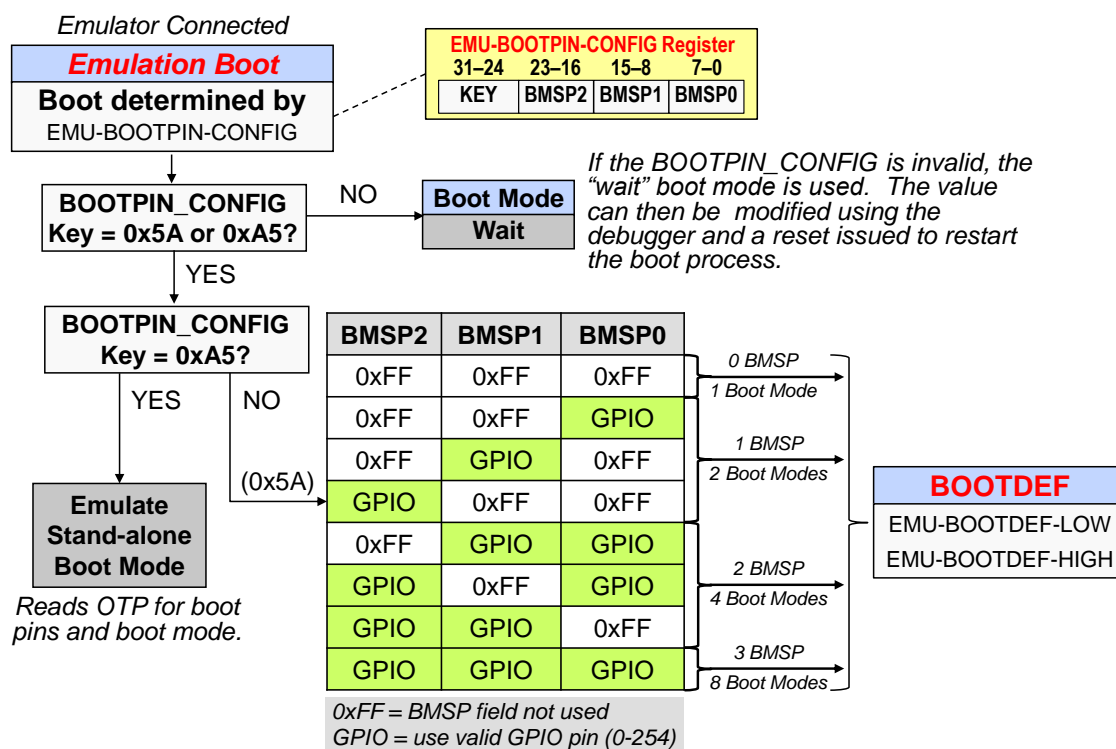 Emulator Connected
Emulation Boot
Boot determined by
EMU-BOOTPIN-CONFIG
EMU-BOOTPIN-CONFIG Register
31–24 23–16 15–8 7–0
KEY BMSP2 BMSP1 BMSP0
If the BOOTPIN_CONFIG is invalid, the
“wait” boot mode is used. The value
can then be modified using the
debugger and a reset issued to restart
the boot process.
BOOTPIN_CONFIG
Key = 0x5A or 0xA5?
NO
Boot Mode
Wait
YES
BOOTPIN_CONFIG
Key = 0xA5?
YES
NO
(0x5A)
Emulate
Stand-alone
Boot Mode
Reads OTP for boot
pins and boot mode.
BMSP2 BMSP1 BMSP0
0xFF 0xFF 0xFF
0xFF 0xFF GPIO
0xFF GPIO 0xFF
GPIO 0xFF 0xFF
0xFF GPIO GPIO
GPIO 0xFF GPIO
GPIO GPIO 0xFF
GPIO GPIO GPIO
0xFF = BMSP field not used
GPIO = use valid GPIO pin (0-254)
0 BMSP
1 Boot Mode
1 BMSP
2 Boot Modes
2 BMSP
4 Boot Modes
3 BMSP
8 Boot Modes
BOOTDEF
EMU-BOOTDEF-LOW
EMU-BOOTDEF-HIGH